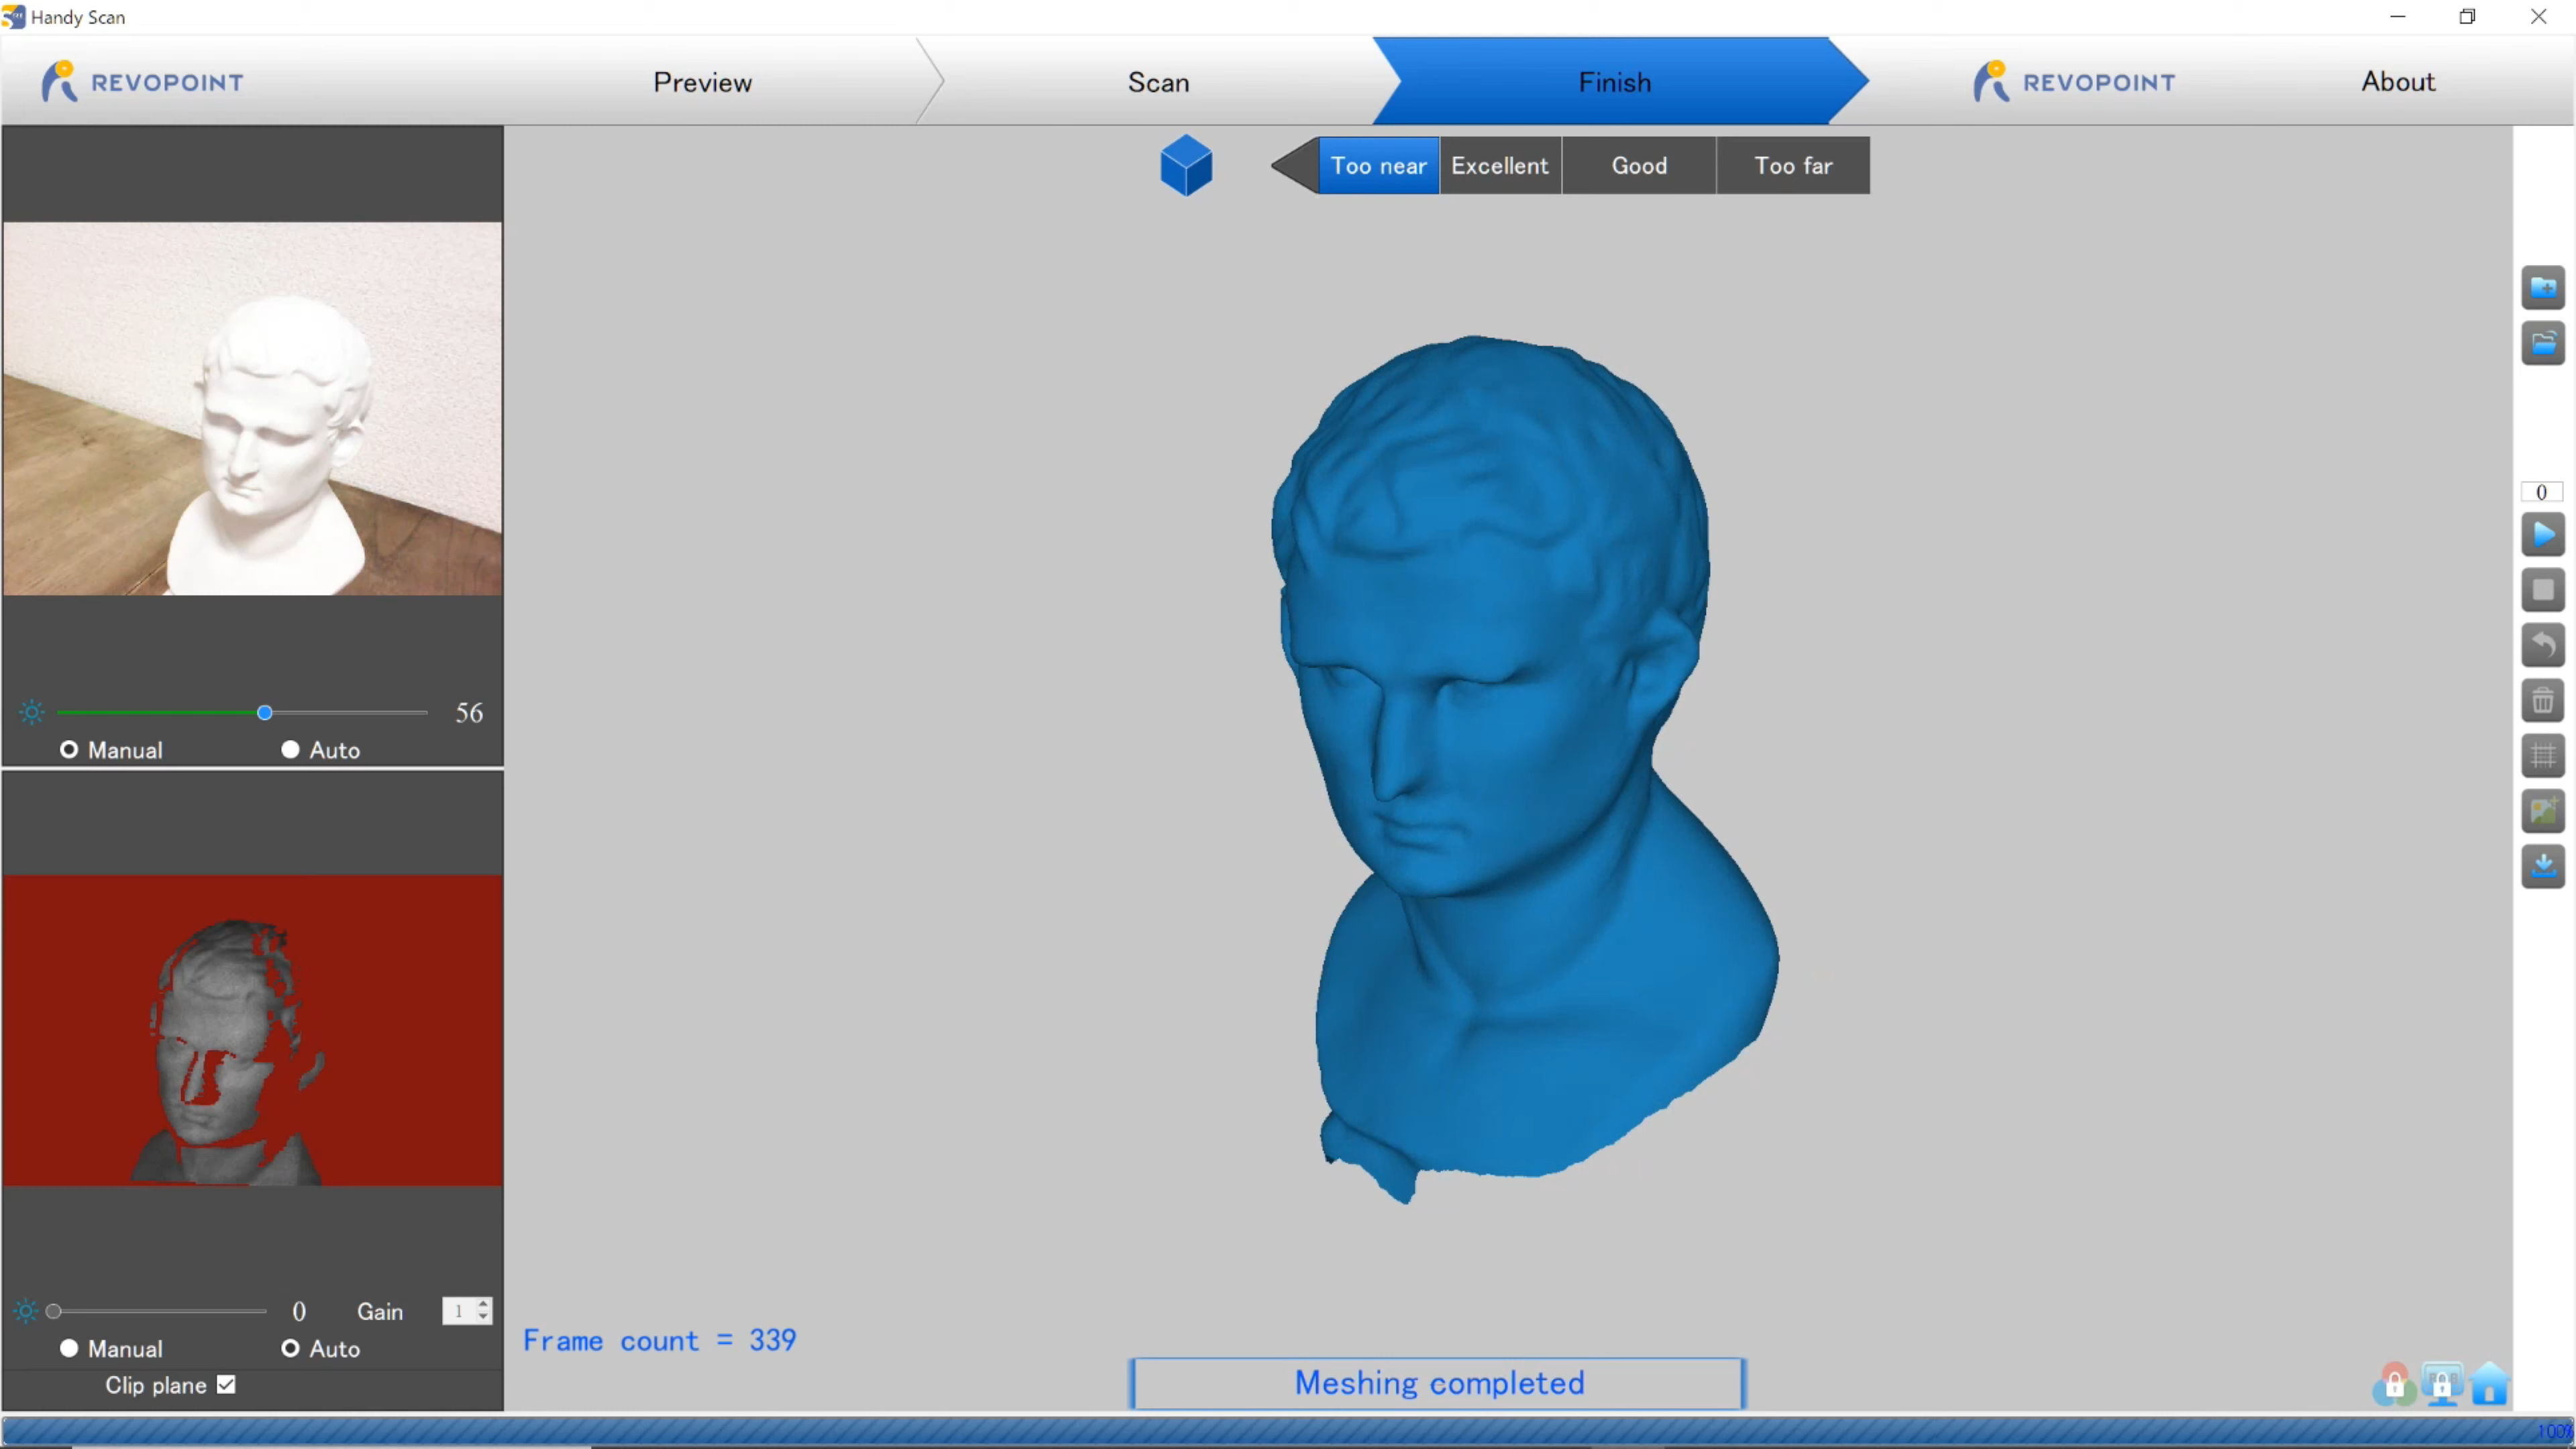 Handy Scan
REVOPOINT
Preview
Scan
Finish
REVOPOINT
About
Too near
Excellent
Good
Too far
0
56
Manual
Auto
0
Gain
1
Manual
Auto
Clip plane
Frame count = 339
Meshing completed
100%